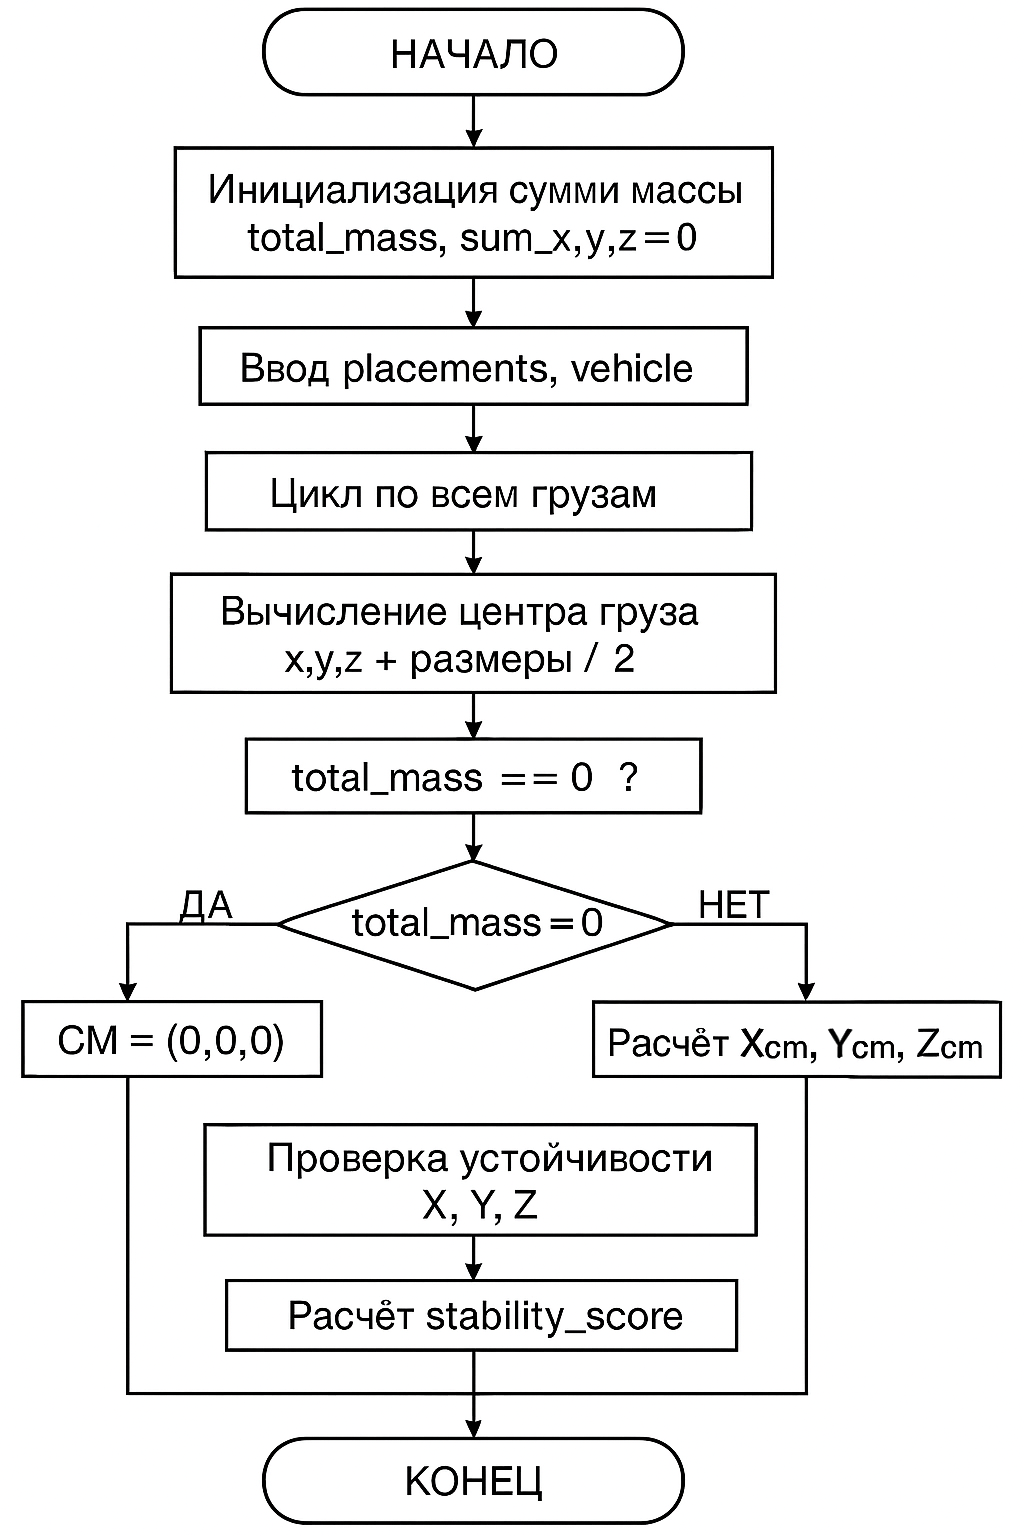 НАЧАЛО
Инициализация сумми массы
total_mass, sum_x,y,z = 0
Ввод placements, vehicle
Цикл по всем грузам
Вычисление центра груза
x,y,z + размеры / 2
total_mass == 0 ?
ДА
НЕТ
total_mass = 0
CM = (0,0,0)
Расчёт Xcm, Ycm, Zcm
Проверка устойчивости
X, Y, Z
Расчёт stability_score
КОНЕЦ